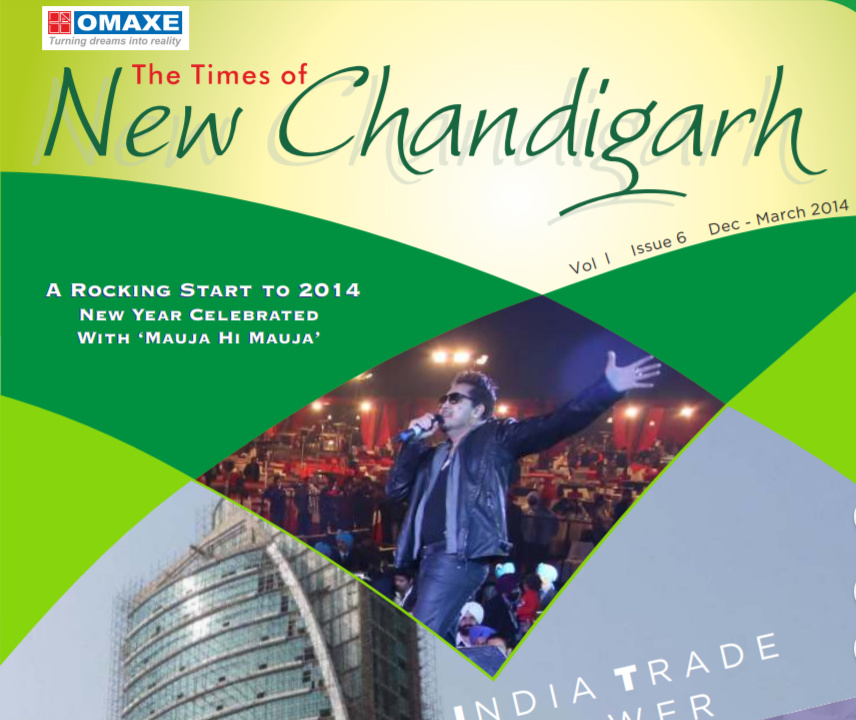 OMAXE
Turning dreams into reality
The Times of
New Chandigarh
Vol I Issue 6 Dec - March 2014
A Rocking Start to 2014
New Year Celebrated
With ‘Mauja Hi Mauja’
India Trade